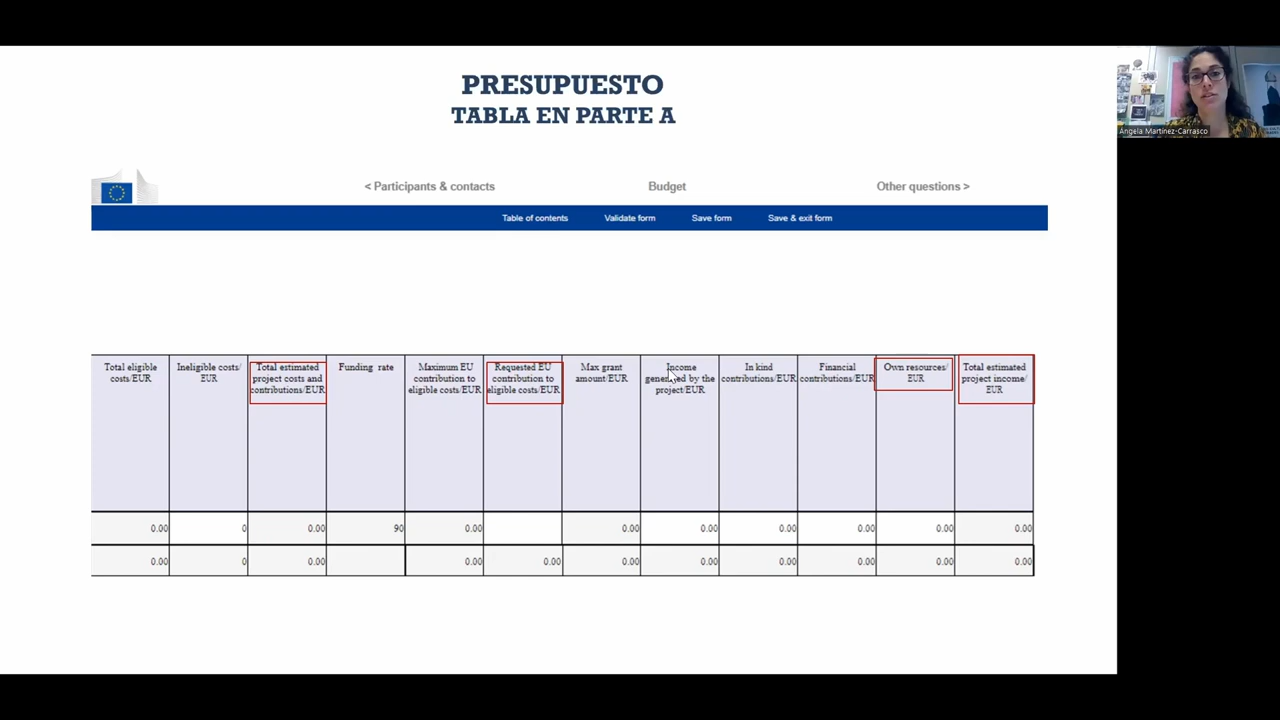 PRESUPUESTO
TABLA EN PARTE A
Angela Martínez-Carrasco
< Participants & contacts
Budget
Other questions >
Table of contents
Validate form
Save form
Save & exit form
Total eligible
costs/EUR
Ineligible costs/
EUR
Total estimated
project costs and
contributions/EUR
Funding rate
Maximum EU
contribution to
eligible costs/EUR
Requested EU
contribution to
eligible costs/EUR
Max grant
amount/EUR
Income
generated by the
project/EUR
In kind
contributions/EUR
Financial
contributions/EUR
Own resources/
EUR
Total estimated
project income/
EUR
0.00 0 0.00 90 0.00 0.00 0.00 0.00 0.00 0.00 0.00
0.00 0 0.00 0.00 0.00 0.00 0.00 0.00 0.00 0.00 0.00